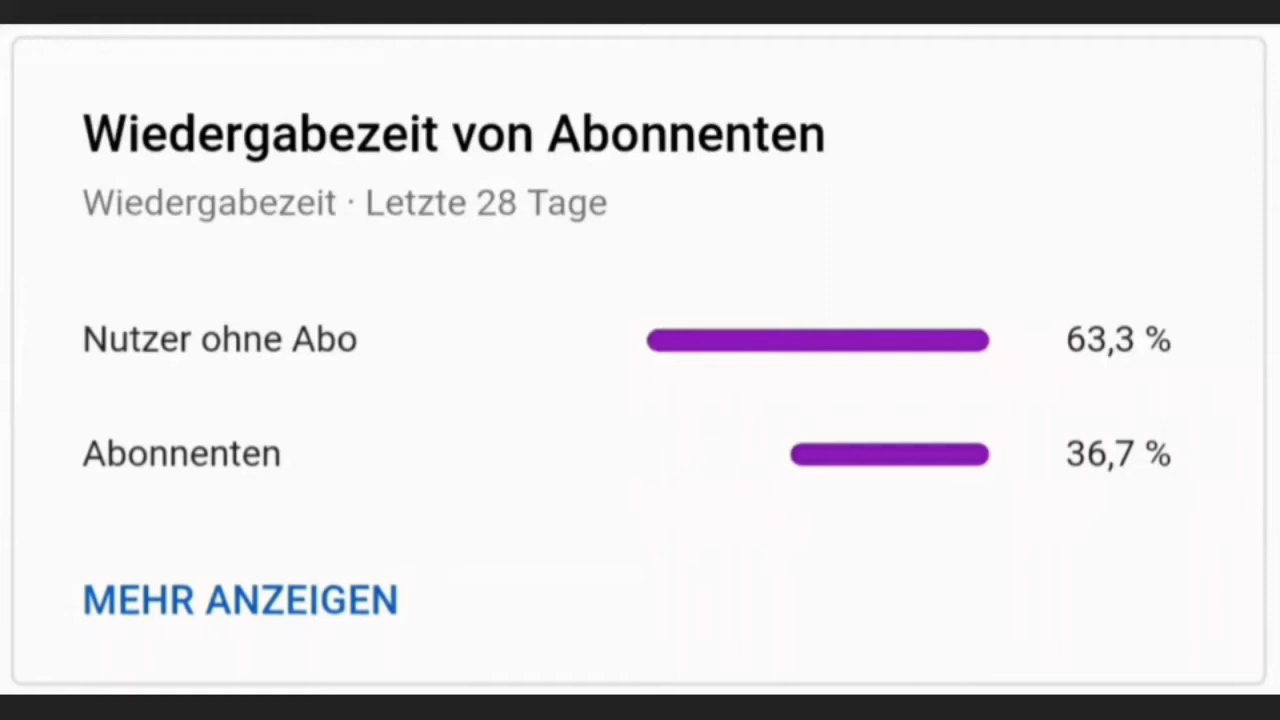 Wiedergabezeit von Abonnenten
Wiedergabezeit · Letzte 28 Tage
Nutzer ohne Abo 63,3 %
Abonnenten 36,7 %
MEHR ANZEIGEN